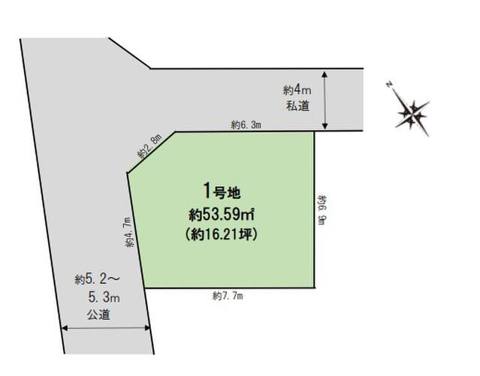 約4m
私道
N
約6.3m
約2.8m
1号地
約53.59㎡
(約16.21坪)
約6.9m
約4.7m
約5.2〜
5.3m
公道
約7.7m